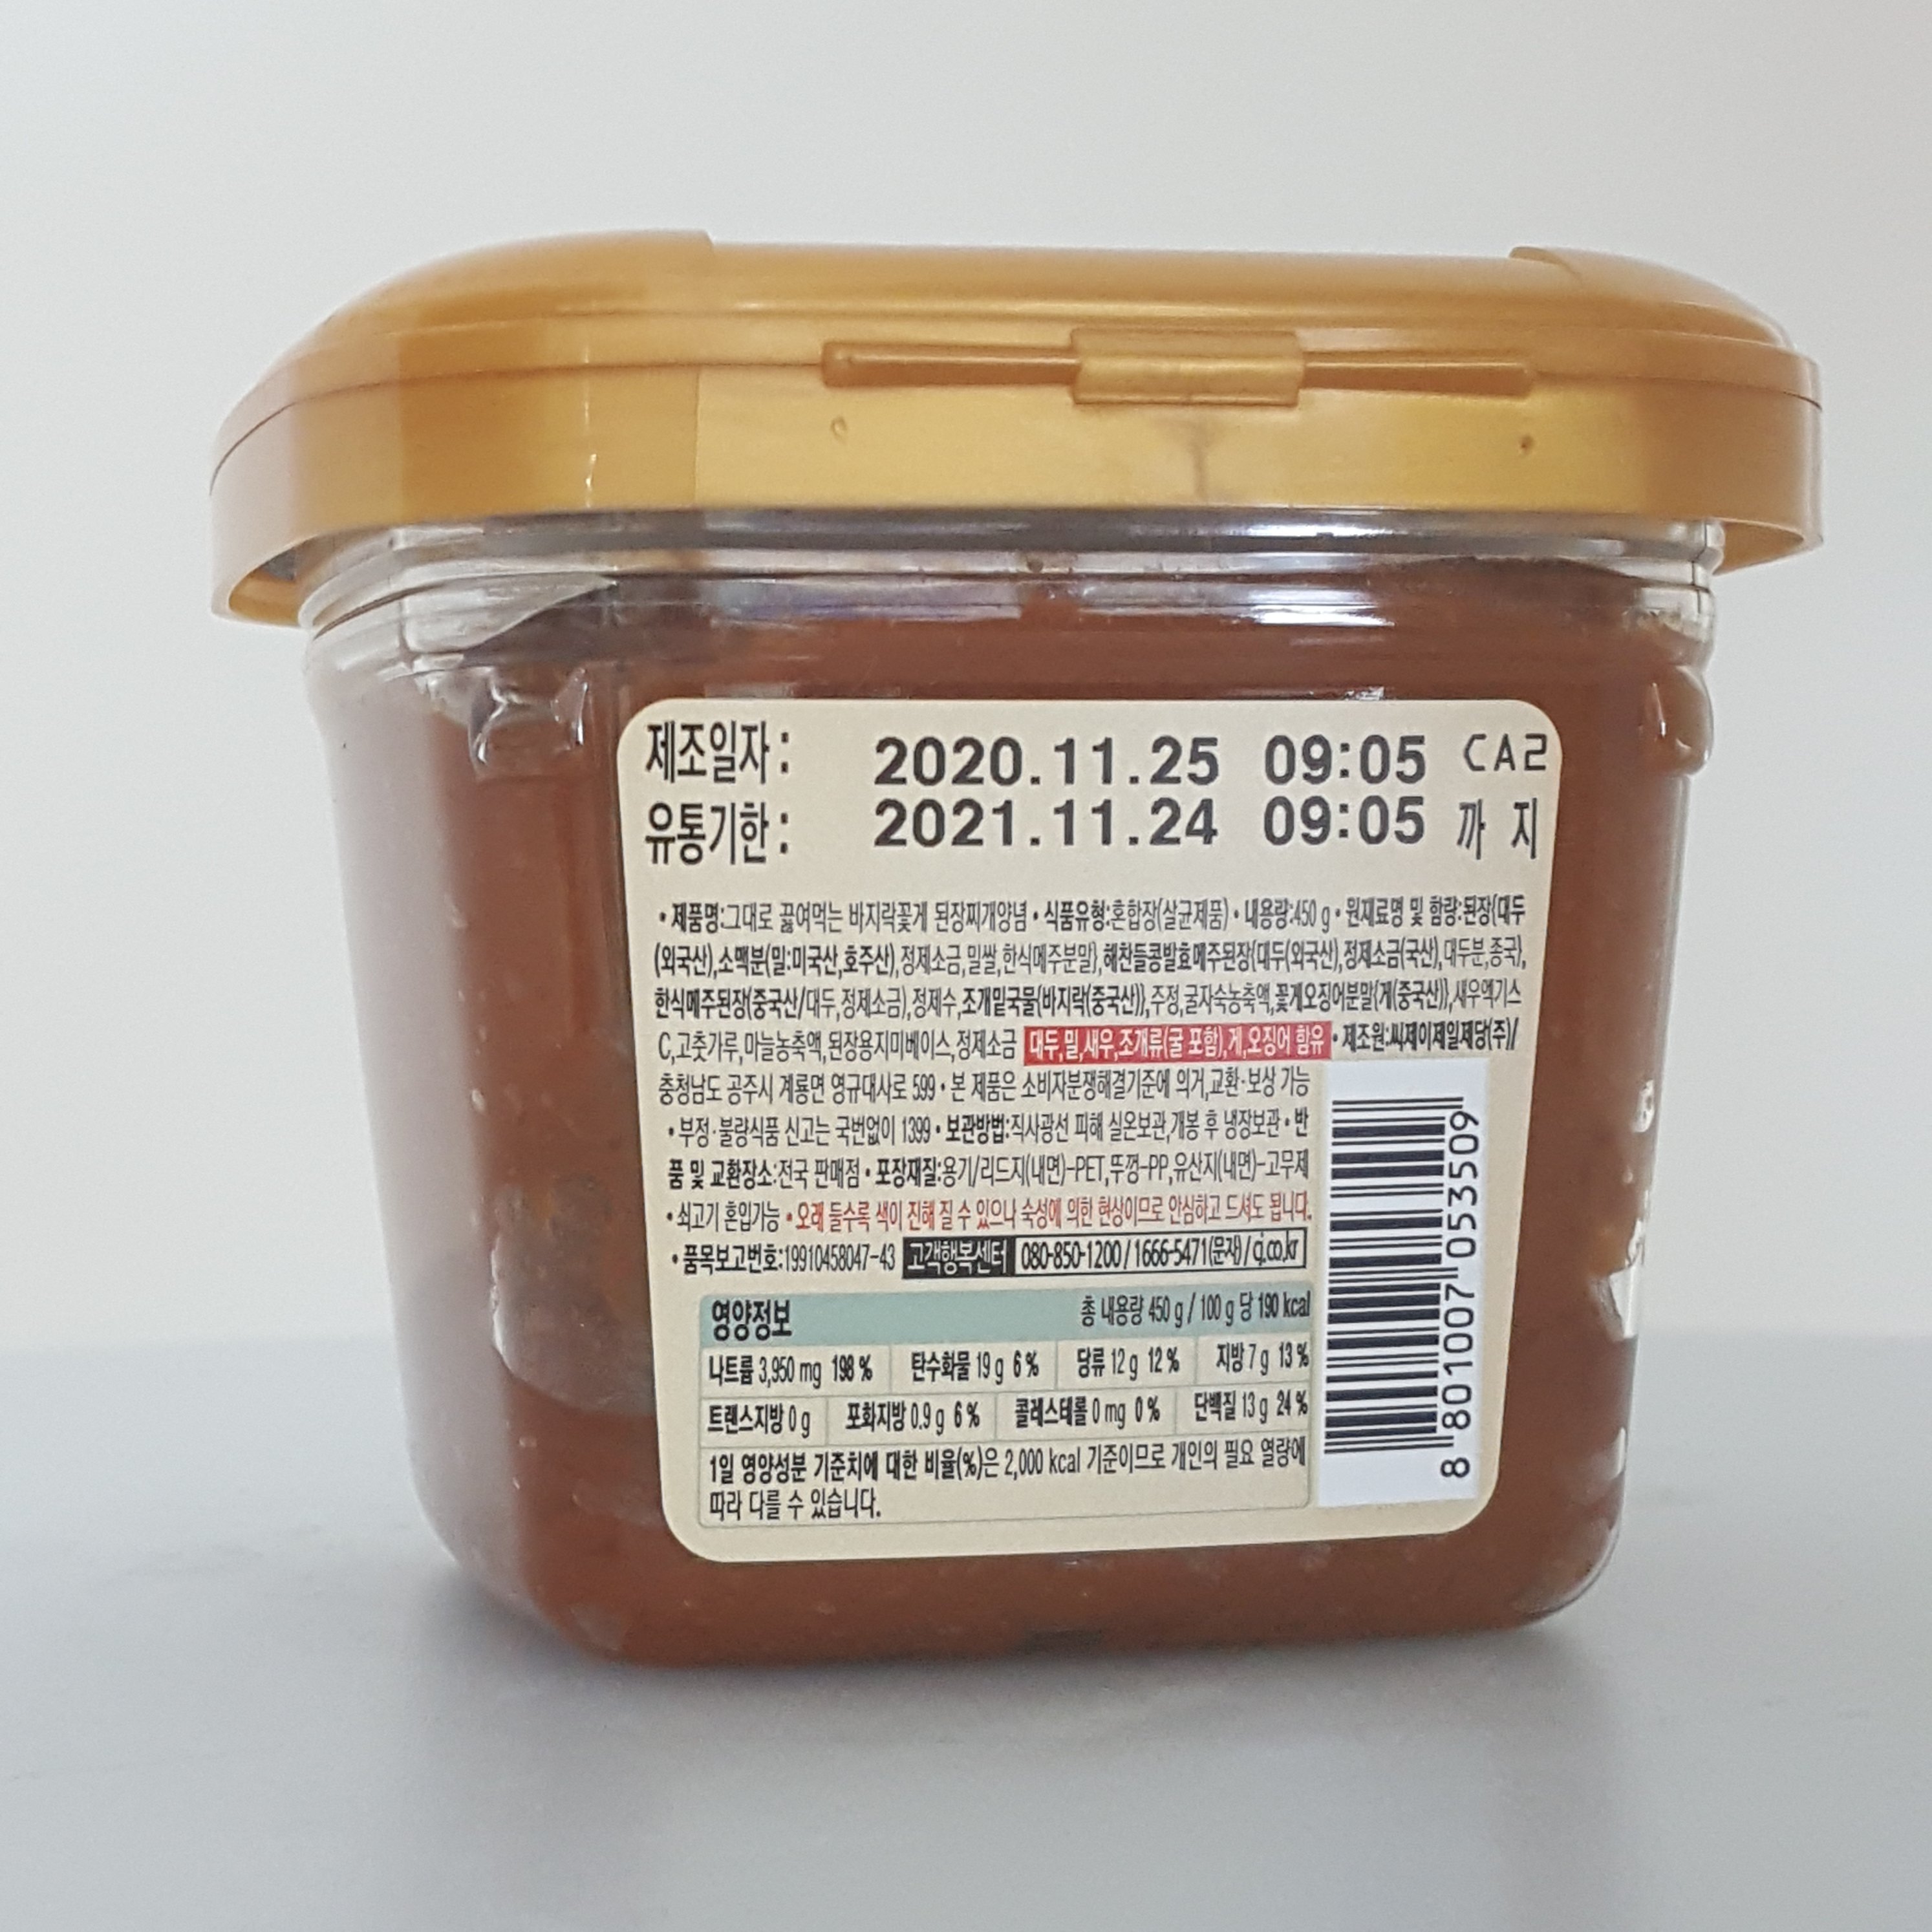 제조일자 : 2020.11.25 09:05 CA2
유통기한 : 2021.11.24 09:05 까 지
• 제품명:그대로 끓여먹는 바지락꽃게 된장찌개양념 • 식품유형:혼합장(살균제품) • 내용량:450 g • 원재료명 및 함량:된장{대두
(외국산),소맥분(밀:미국산,호주산),정제소금,밀쌀,한식메주분말},해찬들콩발효메주된장{대두(외국산),정제소금(국산),대두분,종국},
한식메주된장(중국산/대두,정제소금),정제수,조개밑국물{바지락(중국산)},주정,굴자숙농축액,꽃게오징어분말{게(중국산)},새우엑기스
C,고춧가루,마늘농축액,된장용지미베이스,정제소금 대두,밀,새우,조개류(굴 포함),게,오징어 함유 • 제조원:씨제이제일제당(주)/
충청남도 공주시 계룡면 영규대사로 599 • 본 제품은 소비자분쟁해결기준에 의거,교환·보상 가능
• 부정·불량식품 신고는 국번없이 1399 • 보관방법:직사광선 피해 실온보관,개봉 후 냉장보관 • 반
품 및 교환장소:전국 판매점 • 포장재질:용기/리드지(내면)-PET,뚜껑-PP,유산지(내면)-고무제
• 쇠고기 혼입가능 • 오래 둘수록 색이 진해 질 수 있으나 숙성에 의한 현상이므로 안심하고 드셔도 됩니다.
• 품목보고번호:19910458047-43 고객행복센터 080-850-1200 / 1666-5471(문자) / cj.co.kr
영양정보 총 내용량 450 g / 100 g 당 190 kcal
나트륨 3,950 mg 198 % 탄수화물 19 g 6 % 당류 12 g 12 % 지방 7 g 13 %
트랜스지방 0 g 포화지방 0.9 g 6 % 콜레스테롤 0 mg 0 % 단백질 13 g 24 %
1일 영양성분 기준치에 대한 비율(%)은 2,000 kcal 기준이므로 개인의 필요 열량에
따라 다를 수 있습니다.
8 801007 053509